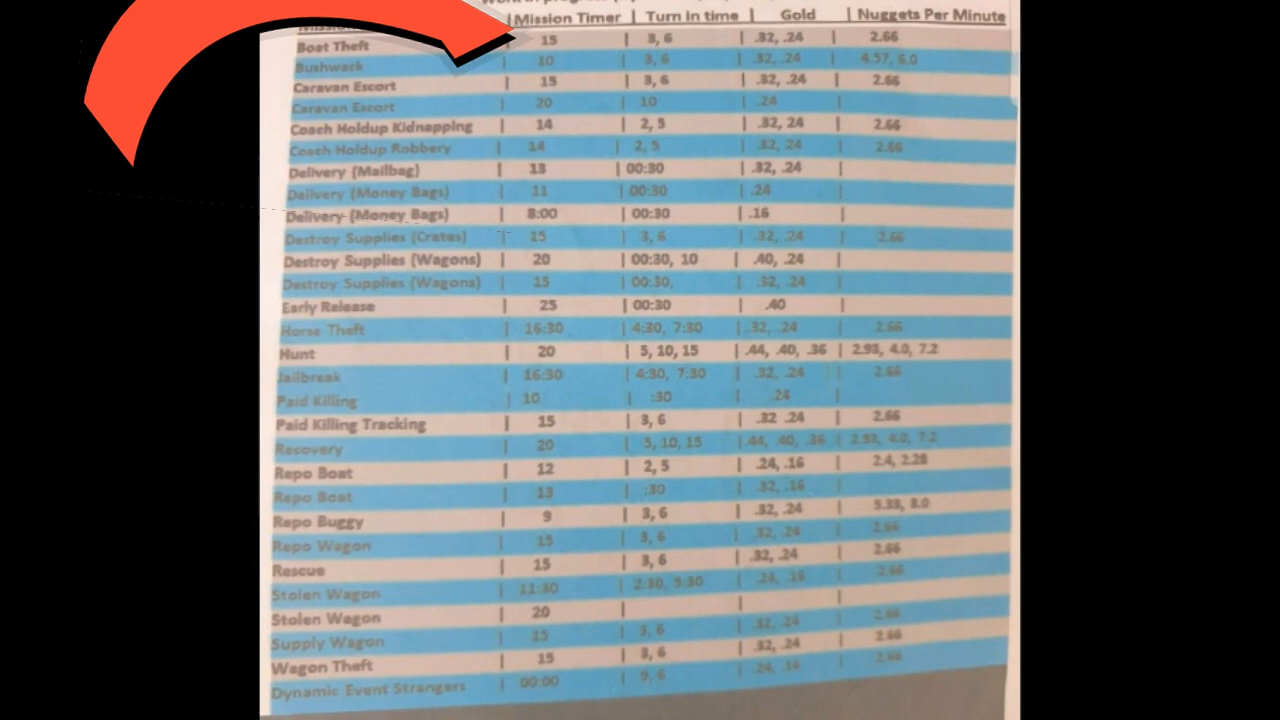 Mission Timer | Turn in time | Gold | Nuggets Per Minute
Boat Theft | 15 | 3, 6 | .32, .24 | 2.66
Bushwack | 10 | 3, 6 | .32, .24 | 4.57, 6.0
Caravan Escort | 15 | 3, 6 | .32, .24 | 2.66
Caravan Escort | 20 | 10 | .24 |
Coach Holdup Kidnapping | 14 | 2, 5 | .32, 24 | 2.66
Coach Holdup Robbery | 14 | 2, 5 | .32, 24 | 2.66
Delivery (Mailbag) | 13 | 00:30 | .32, .24 |
Delivery (Money Bags) | 11 | 00:30 | .24 |
Delivery (Money Bags) | 8:00 | 00:30 | .16 |
Destroy Supplies (Crates) | 15 | 3, 6 | .32, .24 | 2.66
Destroy Supplies (Wagons) | 20 | 00:30, 10 | .40, .24 |
Destroy Supplies (Wagons) | 15 | 00:30, | .32, .24 |
Early Release | 25 | 00:30 | .40 |
Horse Theft | 16:30 | 4:30, 7:30 | .32, .24 | 2.66
Hunt | 20 | 5, 10, 15 | .44, .40, .36 | 2.93, 4.0, 7.2
Jailbreak | 16:30 | 4:30, 7:30 | .32, .24 | 2.66
Paid Killing | 10 | :30 | .24 |
Paid Killing Tracking | 15 | 3, 6 | .32 .24 | 2.66
Recovery | 20 | 5, 10, 15 | .44, .40, .36 | 2.93, 4.0, 7.2
Repo Boat | 12 | 2, 5 | .24, .16 | 2.4, 2.28
Repo Boat | 13 | :30 | .32, .16 |
Repo Buggy | 9 | 3, 6 | .32, .24 | 5.33, 8.0
Repo Wagon | 15 | 3, 6 | .32, .24 | 2.66
Rescue | 15 | 3, 6 | .32, .24 | 2.66
Stolen Wagon | 11:30 | 2:30, 5:30 | .24, .16 | 2.66
Stolen Wagon | 20 | | |
Supply Wagon | 15 | 3, 6 | .32, .24 | 2.66
Wagon Theft | 15 | 3, 6 | .32, .24 | 2.66
Dynamic Event Strangers | 00:00 | 9, 6 | .24, .16 | 2.66